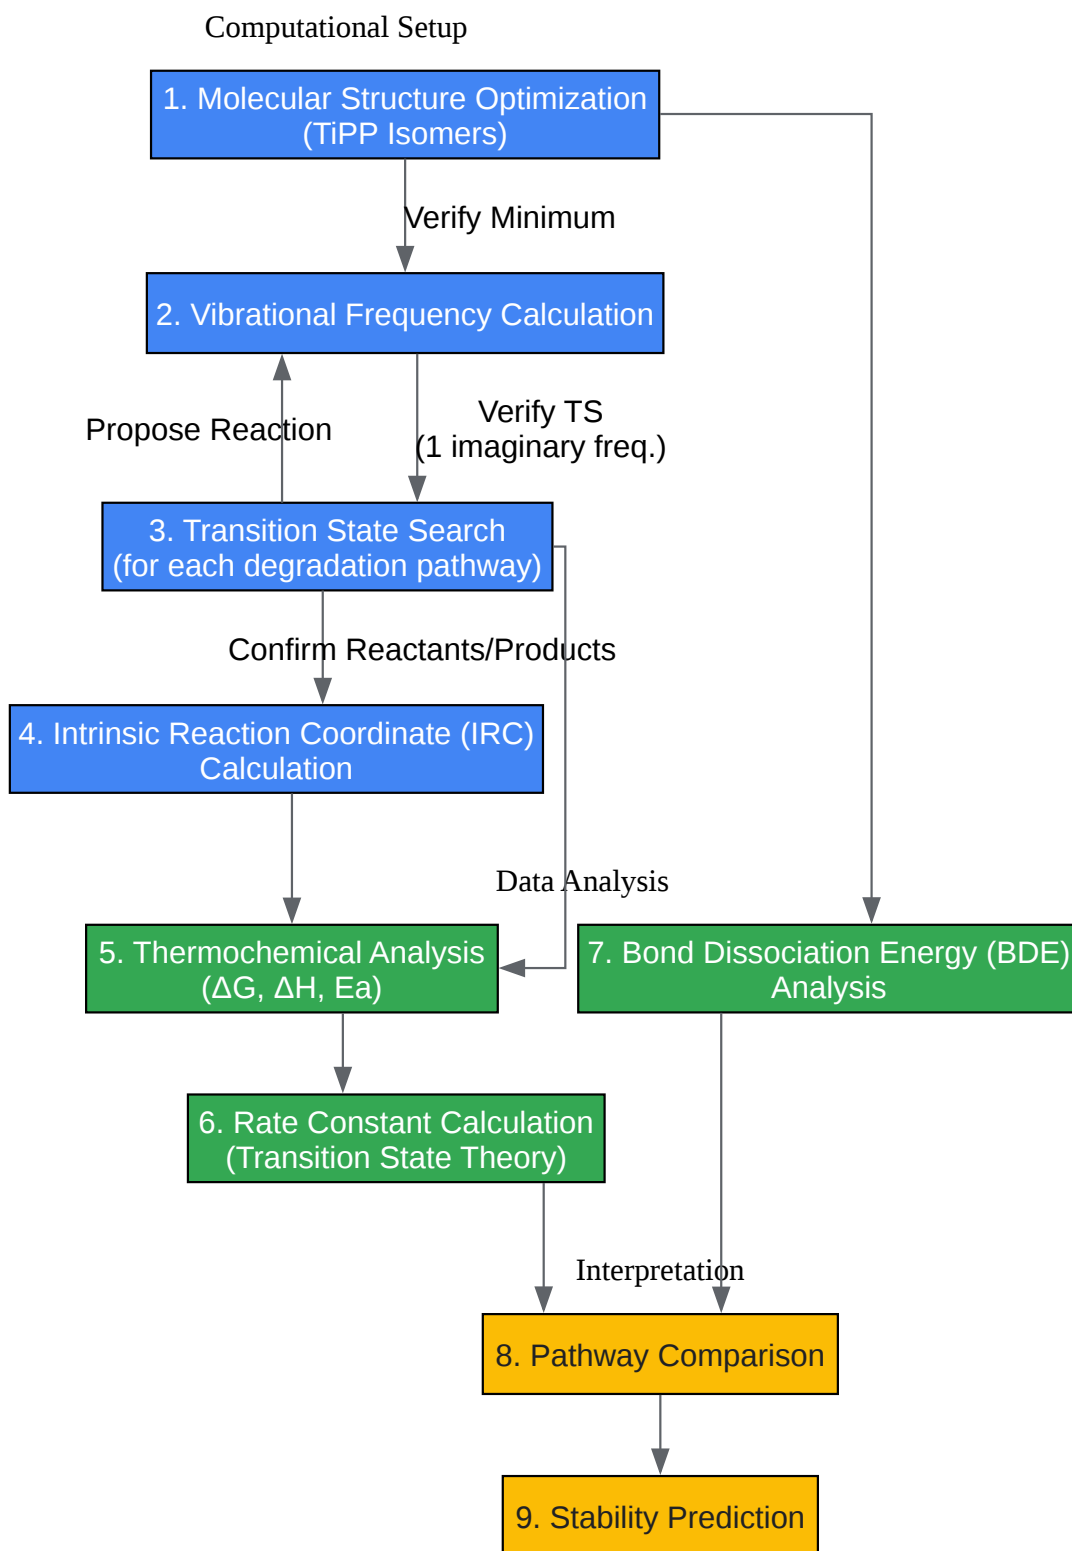 Computational Setup
1. Molecular Structure Optimization
(TiPP Isomers)
Verify Minimum
2. Vibrational Frequency Calculation
Propose Reaction
Verify TS
(1 imaginary freq.)
3. Transition State Search
(for each degradation pathway)
Confirm Reactants/Products
4. Intrinsic Reaction Coordinate (IRC)
Calculation
Data Analysis
5. Thermochemical Analysis
(ΔG, ΔH, Ea)
7. Bond Dissociation Energy (BDE)
Analysis
6. Rate Constant Calculation
(Transition State Theory)
Interpretation
8. Pathway Comparison
9. Stability Prediction